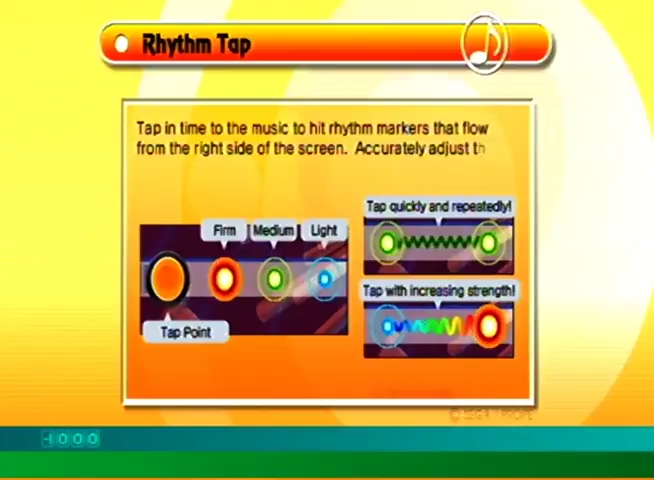 Rhythm Tap
Tap in time to the music to hit rhythm markers that flow
from the right side of the screen. Accurately adjust th
Tap quickly and repeatedly!
Firm Medium Light
Tap with increasing strength!
Tap Point
-1000